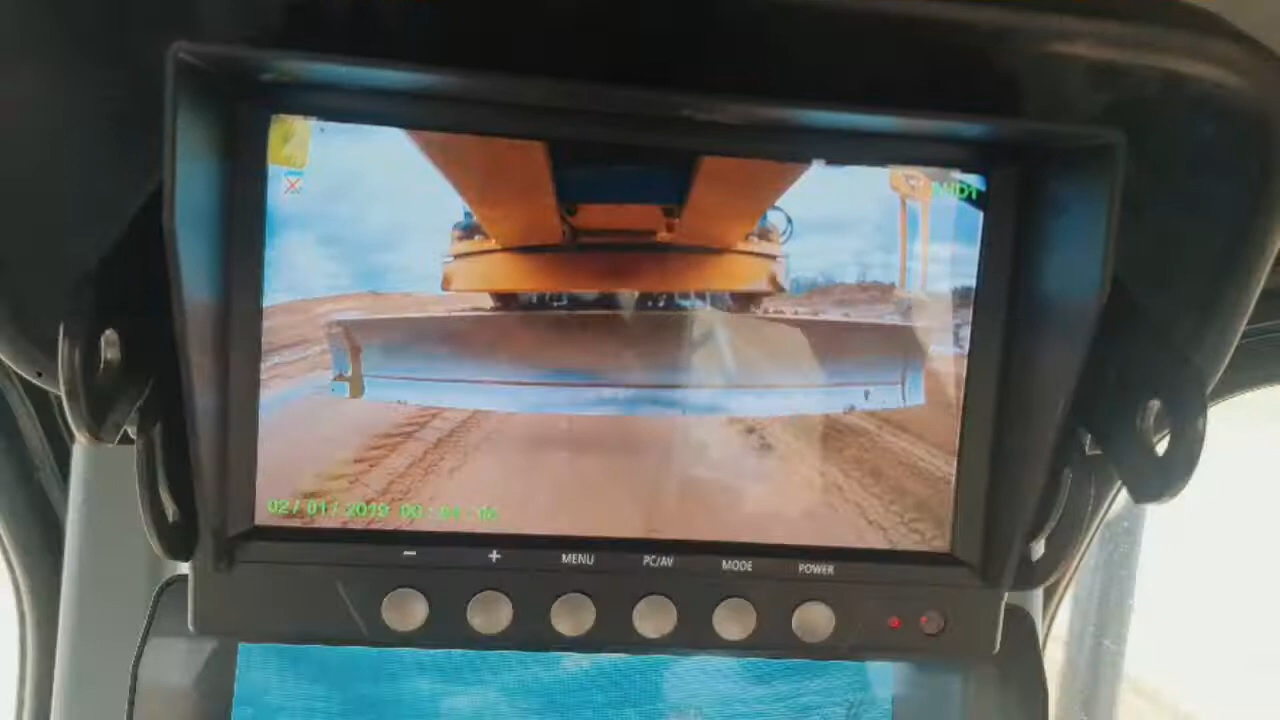 02/01/2019
−
+
MENU
PC/AV
MODE
POWER